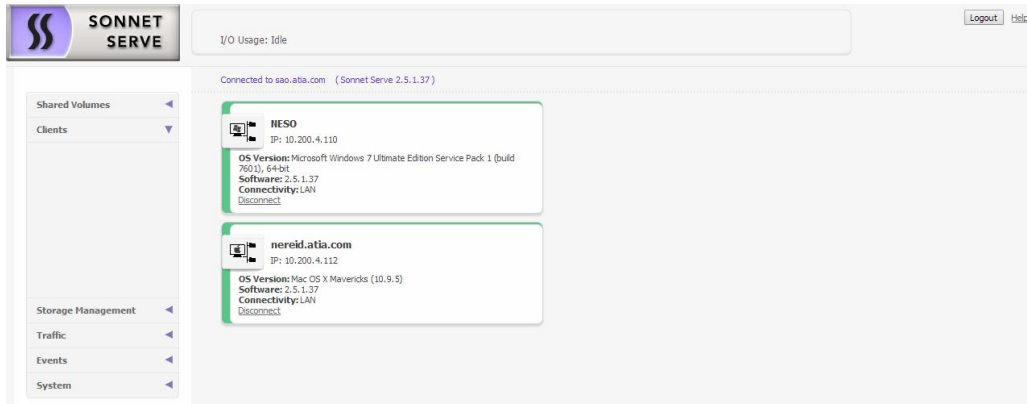 SONNET
SERVE
I/O Usage: Idle
Logout
Help
Connected to sao.atia.com (Sonnet Serve 2.5.1.37)
Shared Volumes
Clients
Storage Management
Traffic
Events
System
NESO
IP: 10.200.4.110
OS Version: Microsoft Windows 7 Ultimate Edition Service Pack 1 (build
7601), 64-bit
Software: 2.5.1.37
Connectivity: LAN
Disconnect
nereid.atia.com
IP: 10.200.4.112
OS Version: Mac OS X Mavericks (10.9.5)
Software: 2.5.1.37
Connectivity: LAN
Disconnect